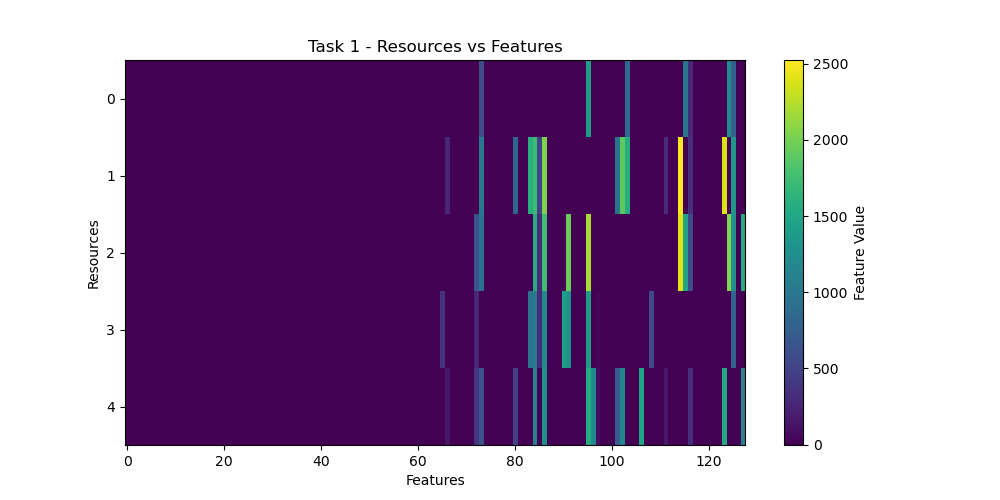 Task 1 - Resources vs Features
Resources
0
1
2
3
4
0 20 40 60 80 100 120
Features
2500
2000
1500
1000
500
0
Feature Value